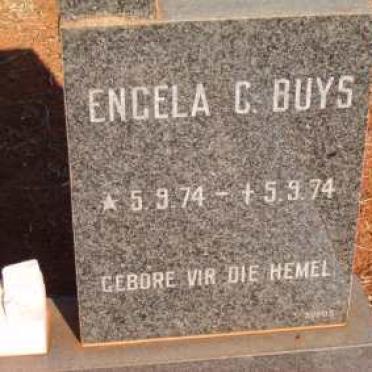 ENGELA C. BUYS
★ 5.9.74 - ✝ 5.9.74
GEBORE VIR DIE HEMEL